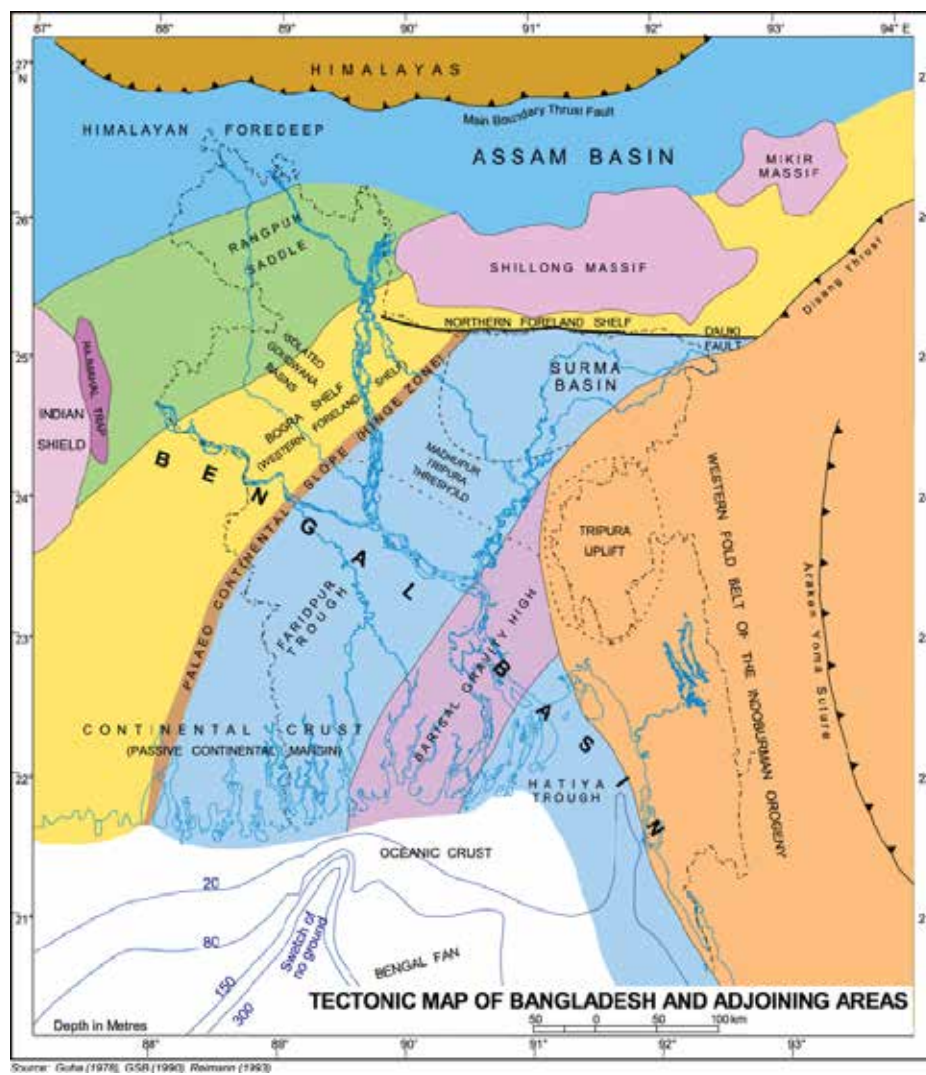 87° 88° 89° 90° 91° 92° 93° 94° E
27°
N
HIMALAYAS
Main Boundary Thrust Fault
HIMALAYAN FOREDEEP
ASSAM BASIN
MIKIR
MASSIF
26°
26°
RANGPUR
SADDLE
SHILLONG MASSIF
Disang Thrust
NORTHERN FORELAND SHELF
DAUKI
FAULT
25°
RAJMAHAL TRAP
ISOLATED
GONDWANA
BASINS
SURMA
BASIN
INDIAN
SHIELD
BOGRA SHELF
(WESTERN FORELAND SHELF)
PALAEO CONTINENTAL SLOPE (HINGE ZONE)
MADHUPUR
TRIPURA
THRESHOLD
BENGAL BASIN
24°
TRIPURA
UPLIFT
WESTERN FOLD BELT OF THE INDOBURMAN OROGENY
Arakan Yoma Suture
FARIDPUR
TROUGH
BARISAL GRAVITY HIGH
23°
CONTINENTAL CRUST
(PASSIVE CONTINENTAL MARGIN)
22°
HATIYA
TROUGH
OCEANIC CRUST
20
21°
80
150
300
Swatch of
no ground
BENGAL FAN
TECTONIC MAP OF BANGLADESH AND ADJOINING AREAS
50 0 50 100 km
Depth in Metres
88° 89° 90° 91° 92° 93°
Source: Guha (1978), GSB (1990), Reimann (1993)